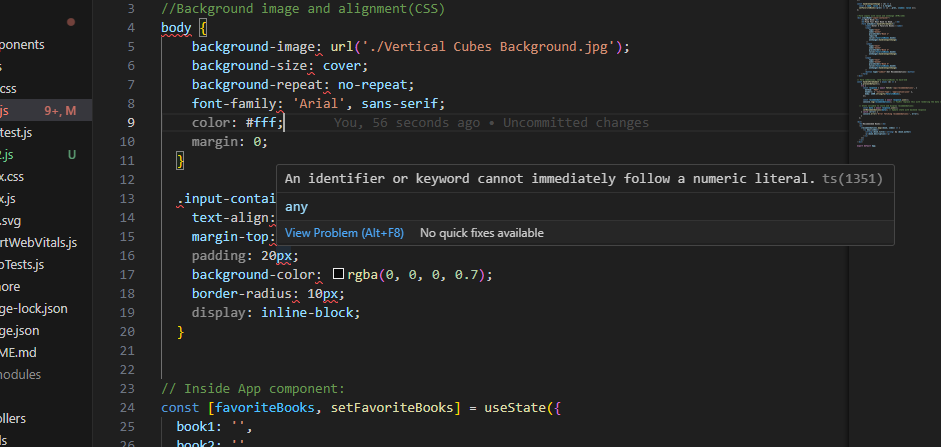 ponents
s
css
js 9+, M
test.js
2.js U
x.css
x.js
.svg
rtWebVitals.js
pTests.js
nore
ge-lock.json
ge.json
ME.md
modules
ollers
ls
3 //Background image and alignment(CSS)
4 body {
5 background-image: url('./Vertical Cubes Background.jpg');
6 background-size: cover;
7 background-repeat: no-repeat;
8 font-family: 'Arial', sans-serif;
9 color: #fff; You, 56 seconds ago • Uncommitted changes
10 margin: 0;
11 }
12
An identifier or keyword cannot immediately follow a numeric literal. ts(1351)
any
View Problem (Alt+F8) No quick fixes available
13 .input-contai
14 text-align:
15 margin-top:
16 padding: 20px;
17 background-color: rgba(0, 0, 0, 0.7);
18 border-radius: 10px;
19 display: inline-block;
20 }
21
22
23 // Inside App component:
24 const [favoriteBooks, setFavoriteBooks] = useState({
25 book1: '',
book2: ''